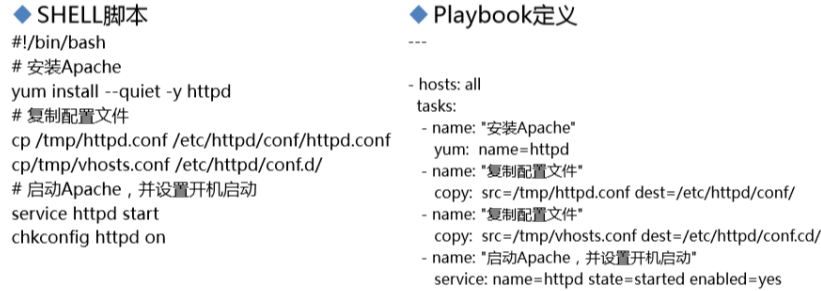 SHELL脚本
#!/bin/bash
# 安装Apache
yum install --quiet -y httpd
# 复制配置文件
cp /tmp/httpd.conf /etc/httpd/conf/httpd.conf
cp/tmp/vhosts.conf /etc/httpd/conf.d/
# 启动Apache，并设置开机启动
service httpd start
chkconfig httpd on
Playbook定义
---
- hosts: all
  tasks:
   - name: "安装Apache"
     yum:  name=httpd
   - name: "复制配置文件"
     copy:  src=/tmp/httpd.conf dest=/etc/httpd/conf/
   - name: "复制配置文件"
     copy:  src=/tmp/vhosts.conf dest=/etc/httpd/conf.cd/
   - name: "启动Apache，并设置开机启动"
     service: name=httpd state=started enabled=yes